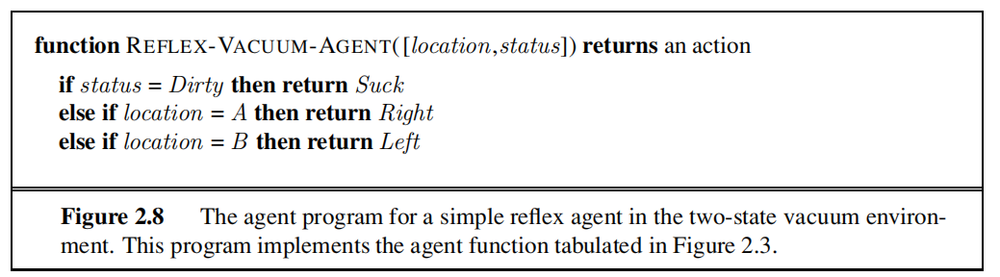 function REFLEX-VACUUM-AGENT([location,status]) returns an action
if status = Dirty then return Suck
else if location = A then return Right
else if location = B then return Left
Figure 2.8 The agent program for a simple reflex agent in the two-state vacuum environ-
ment. This program implements the agent function tabulated in Figure 2.3.